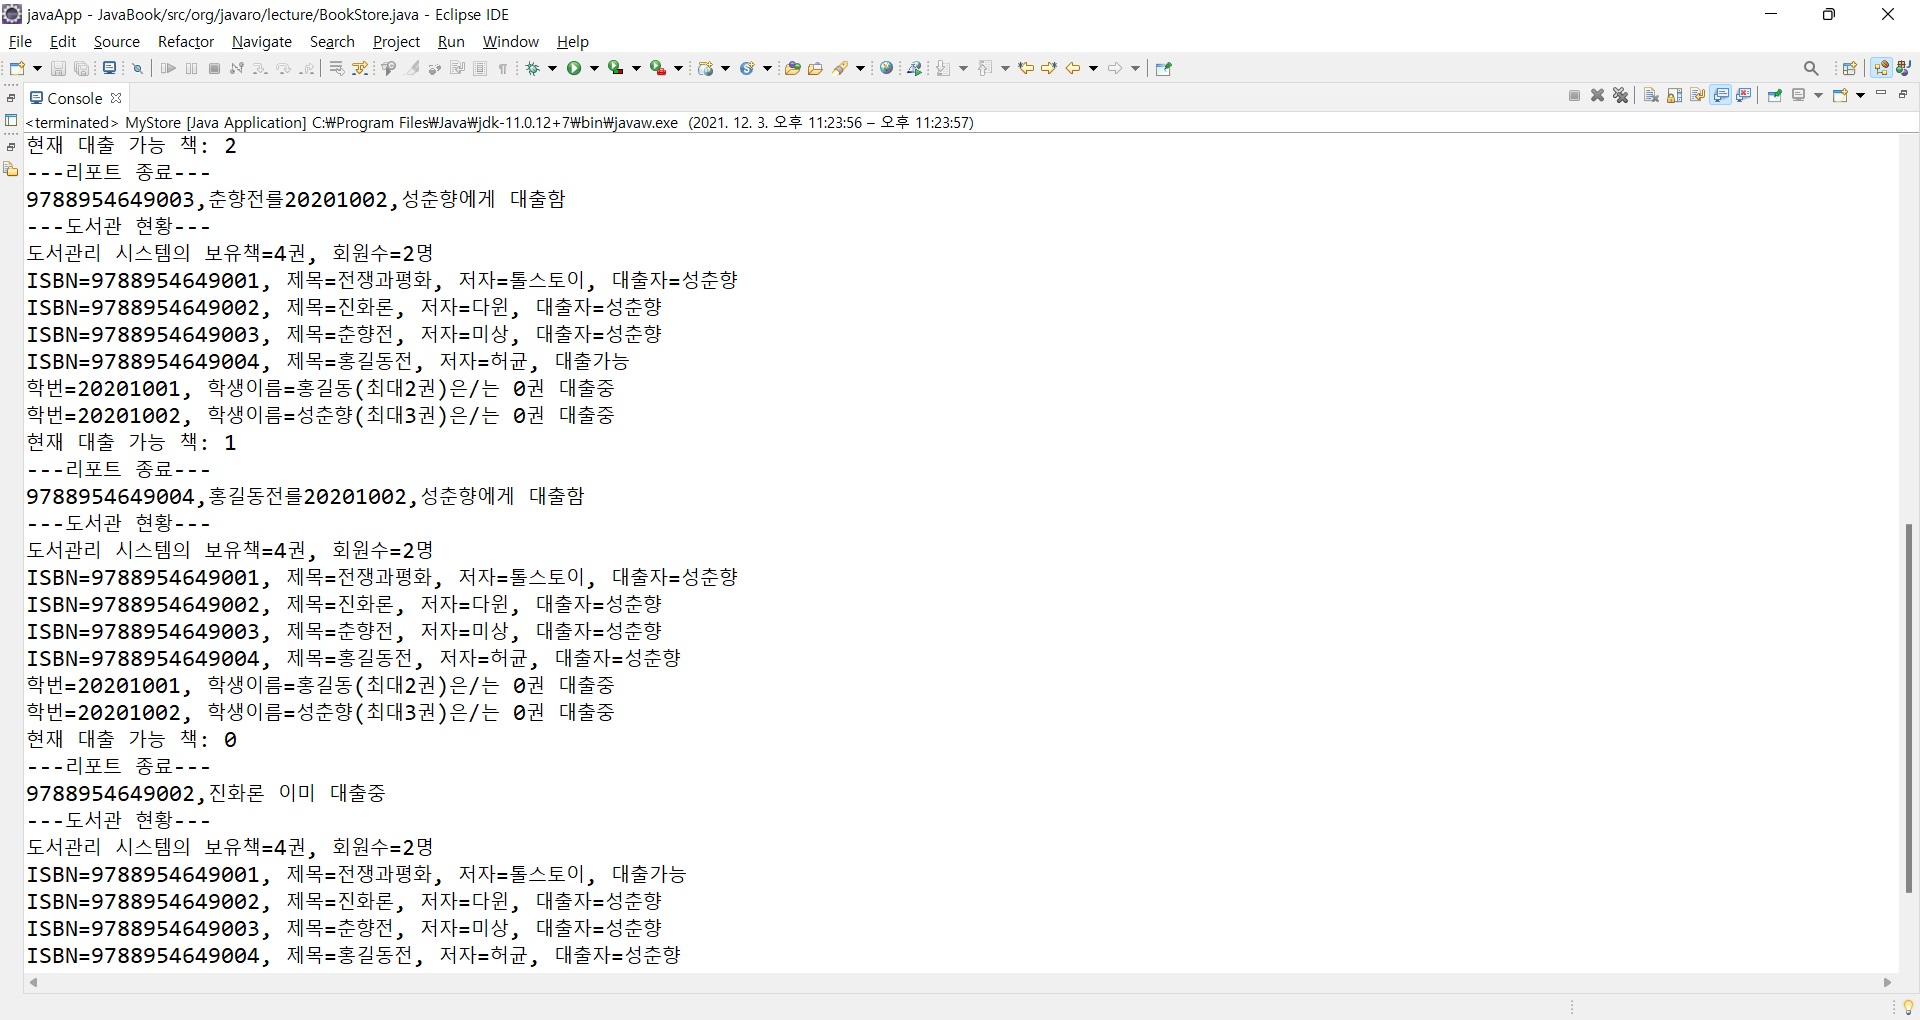 javaApp - JavaBook/src/org/javaro/lecture/BookStore.java - Eclipse IDE
File Edit Source Refactor Navigate Search Project Run Window Help
Console
<terminated> MyStore [Java Application] C:₩Program Files₩Java₩jdk-11.0.12+7₩bin₩javaw.exe (2021. 12. 3. 오후 11:23:56 – 오후 11:23:57)
현재 대출 가능 책: 2
---리포트 종료---
9788954649003,춘향전를20201002,성춘향에게 대출함
---도서관 현황---
도서관리 시스템의 보유책=4권, 회원수=2명
ISBN=9788954649001, 제목=전쟁과평화, 저자=톨스토이, 대출자=성춘향
ISBN=9788954649002, 제목=진화론, 저자=다윈, 대출자=성춘향
ISBN=9788954649003, 제목=춘향전, 저자=미상, 대출자=성춘향
ISBN=9788954649004, 제목=홍길동전, 저자=허균, 대출가능
학번=20201001, 학생이름=홍길동(최대2권)은/는 0권 대출중
학번=20201002, 학생이름=성춘향(최대3권)은/는 0권 대출중
현재 대출 가능 책: 1
---리포트 종료---
9788954649004,홍길동전를20201002,성춘향에게 대출함
---도서관 현황---
도서관리 시스템의 보유책=4권, 회원수=2명
ISBN=9788954649001, 제목=전쟁과평화, 저자=톨스토이, 대출자=성춘향
ISBN=9788954649002, 제목=진화론, 저자=다윈, 대출자=성춘향
ISBN=9788954649003, 제목=춘향전, 저자=미상, 대출자=성춘향
ISBN=9788954649004, 제목=홍길동전, 저자=허균, 대출자=성춘향
학번=20201001, 학생이름=홍길동(최대2권)은/는 0권 대출중
학번=20201002, 학생이름=성춘향(최대3권)은/는 0권 대출중
현재 대출 가능 책: 0
---리포트 종료---
9788954649002,진화론 이미 대출중
---도서관 현황---
도서관리 시스템의 보유책=4권, 회원수=2명
ISBN=9788954649001, 제목=전쟁과평화, 저자=톨스토이, 대출가능
ISBN=9788954649002, 제목=진화론, 저자=다윈, 대출자=성춘향
ISBN=9788954649003, 제목=춘향전, 저자=미상, 대출자=성춘향
ISBN=9788954649004, 제목=홍길동전, 저자=허균, 대출자=성춘향